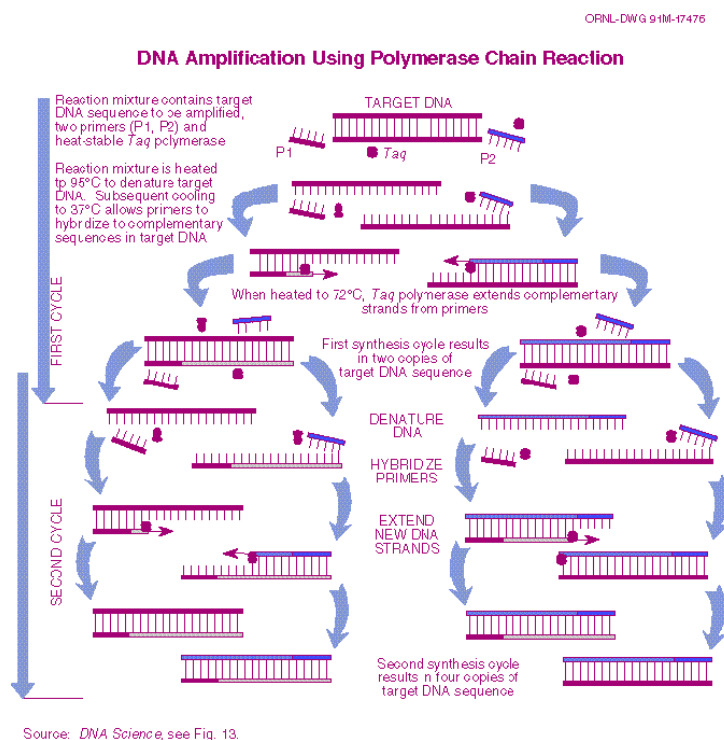 ORNL-DWG 91M-17476
DNA Amplification Using Polymerase Chain Reaction
Reaction mixture contains target
DNA sequence to be amplified,
two primers (P1, P2) and
heat-stable Taq polymerase
TARGET DNA
P1
Taq
P2
Reaction mixture is heated
tp 95°C to denature target
DNA. Subsequent cooling
to 37°C allows primers to
hybridize to complementary
sequences in target DNA
When heated to 72°C, Taq polymerase extends complementary
strands from primers
FIRST CYCLE
First synthesis cycle results
in two copies of
target DNA sequence
DENATURE
DNA
HYBRIDIZE
PRIMERS
EXTEND
NEW DNA
STRANDS
SECOND CYCLE
Second synthesis cycle
results in four copies of
target DNA sequence
Source: DNA Science, see Fig. 13.